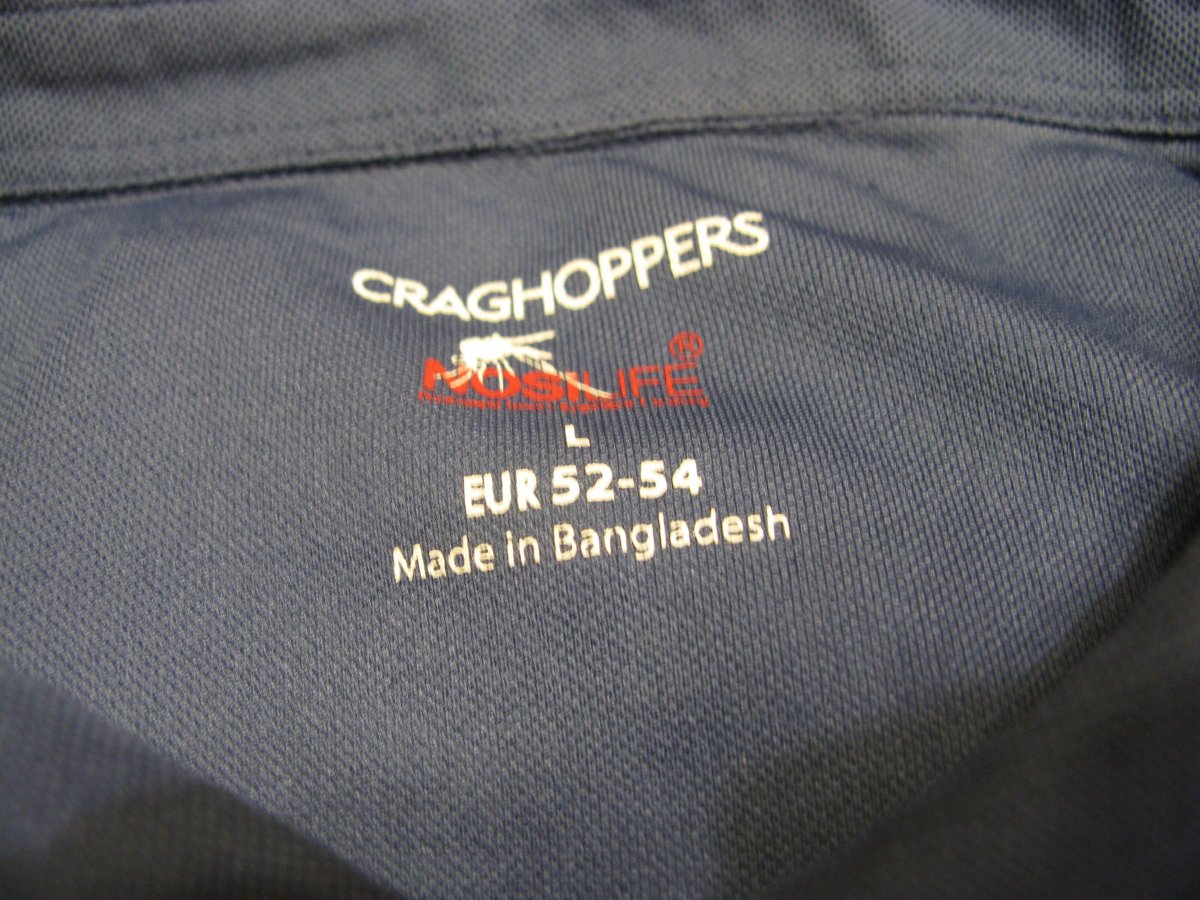 CRAGHOPPERS
NOSILIFE®
L
EUR 52-54
Made in Bangladesh